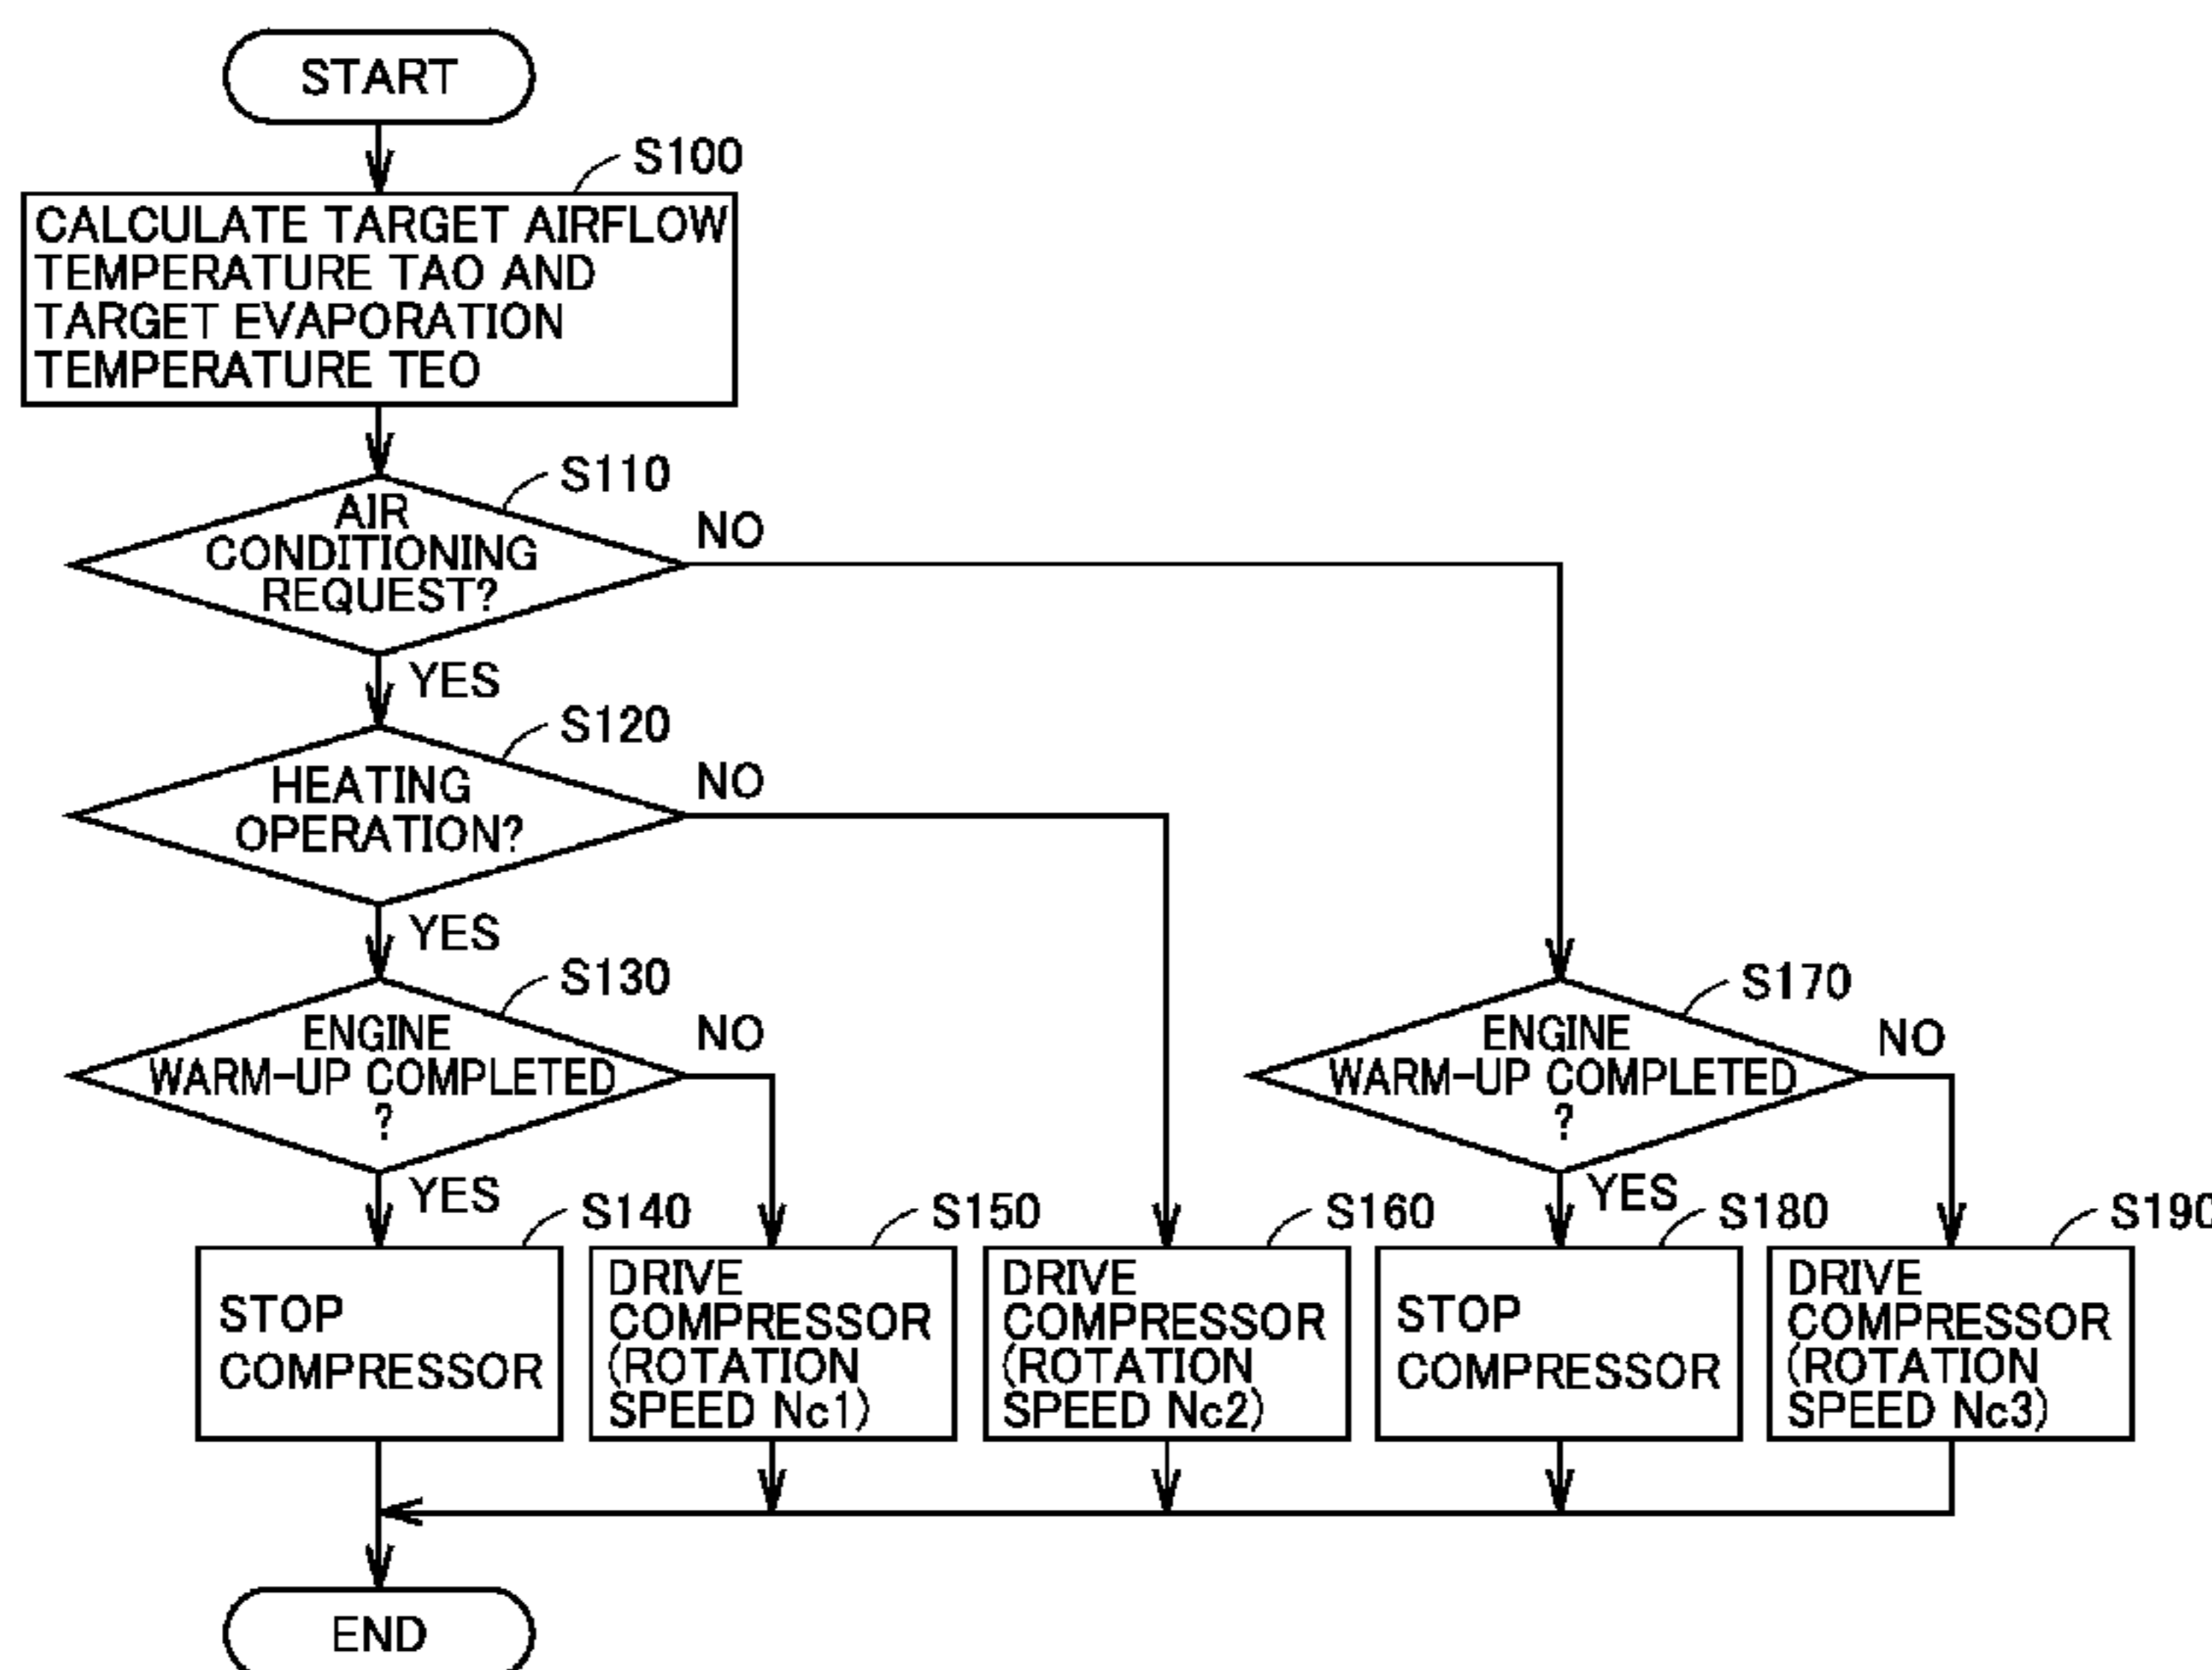 START
S100
CALCULATE TARGET AIRFLOW
TEMPERATURE TAO AND
TARGET EVAPORATION
TEMPERATURE TEO
S110
AIR
CONDITIONING
REQUEST?
NO
YES
S120
HEATING
OPERATION?
NO
YES
S130
ENGINE
WARM-UP COMPLETED
?
NO
YES
S170
ENGINE
WARM-UP COMPLETED
?
NO
YES
S140
STOP
COMPRESSOR
S150
DRIVE
COMPRESSOR
(ROTATION
SPEED Nc1)
S160
DRIVE
COMPRESSOR
(ROTATION
SPEED Nc2)
S180
STOP
COMPRESSOR
S190
DRIVE
COMPRESSOR
(ROTATION
SPEED Nc3)
END